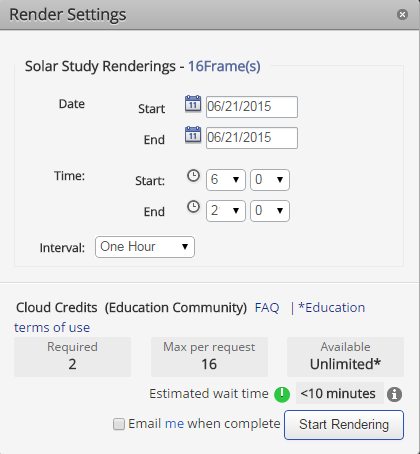 Render Settings
Solar Study Renderings - 16Frame(s)
Date Start 11 06/21/2015
End 11 06/21/2015
Time: Start: 6 0
End 2 0
Interval: One Hour
Cloud Credits (Education Community) FAQ | *Education
terms of use
Required Max per request Available
2 16 Unlimited*
Estimated wait time <10 minutes
Email me when complete Start Rendering